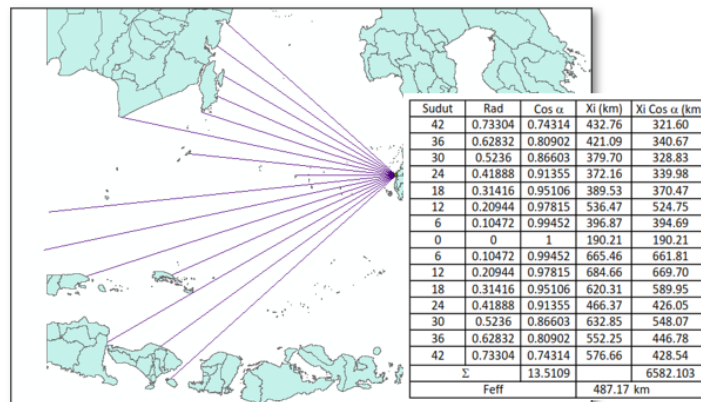 Sudut Rad Cos α Xi (km) Xi Cos α (km
42 0.73304 0.74314 432.76 321.60
36 0.62832 0.80902 421.09 340.67
30 0.5236 0.86603 379.70 328.83
24 0.41888 0.91355 372.16 339.98
18 0.31416 0.95106 389.53 370.47
12 0.20944 0.97815 536.47 524.75
6 0.10472 0.99452 396.87 394.69
0 0 1 190.21 190.21
6 0.10472 0.99452 665.46 661.81
12 0.20944 0.97815 684.66 669.70
18 0.31416 0.95106 620.31 589.95
24 0.41888 0.91355 466.37 426.05
30 0.5236 0.86603 632.85 548.07
36 0.62832 0.80902 552.25 446.78
42 0.73304 0.74314 576.66 428.54
Σ 13.5109 6582.103
Feff 487.17 km